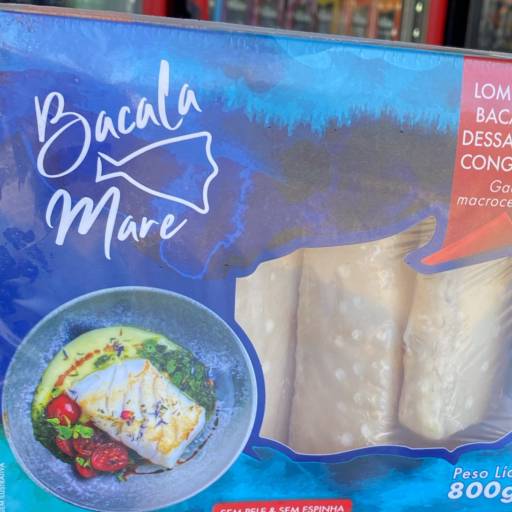 Bacala
Mare
LOM
BACA
DESSA
CONG
Ga
macroce
Peso Líq
800g
SEM PELE & SEM ESPINHA